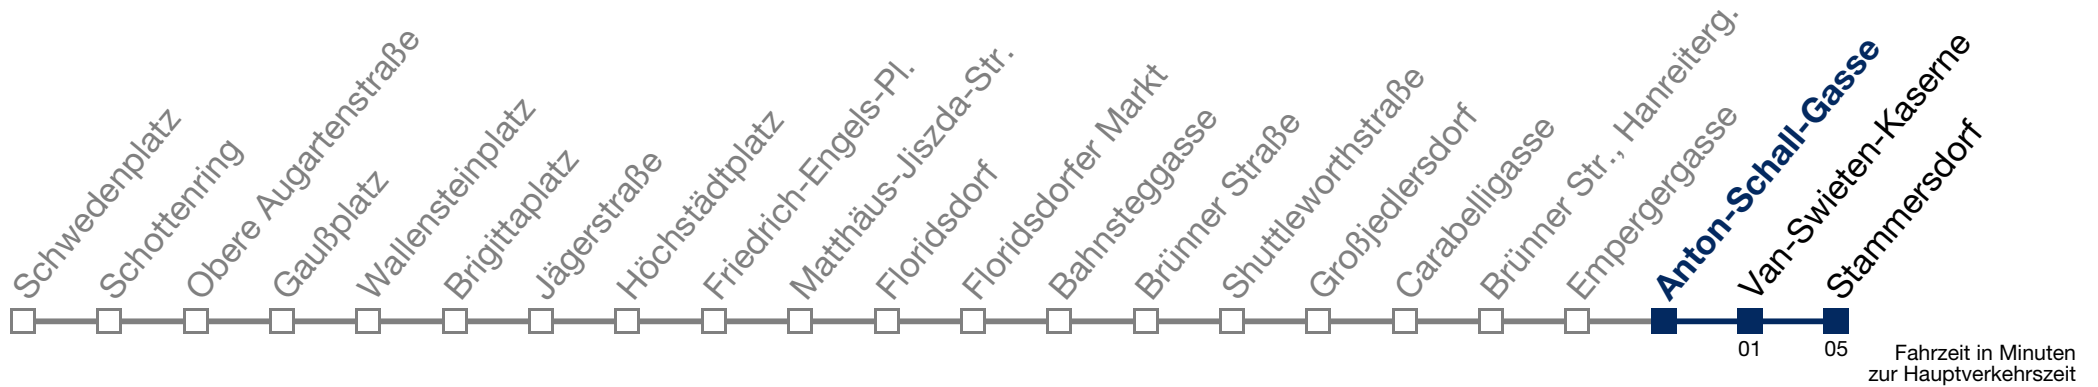 Schwedenplatz
Schottenring
Obere Augartenstraße
Gaußplatz
Wallensteinplatz
Brigittaplatz
Jägerstraße
Höchstädtplatz
Friedrich-Engels-Pl.
Matthäus-Jiszda-Str.
Floridsdorf
Floridsdorfer Markt
Bahnsteggasse
Brünner Straße
Shuttleworthstraße
Großjedlersdorf
Carabelligasse
Brünner Str., Hanreiterg.
Empergergasse
Anton-Schall-Gasse
Van-Swieten-Kaserne
Stammersdorf
01
05
Fahrzeit in Minuten
zur Hauptverkehrszeit